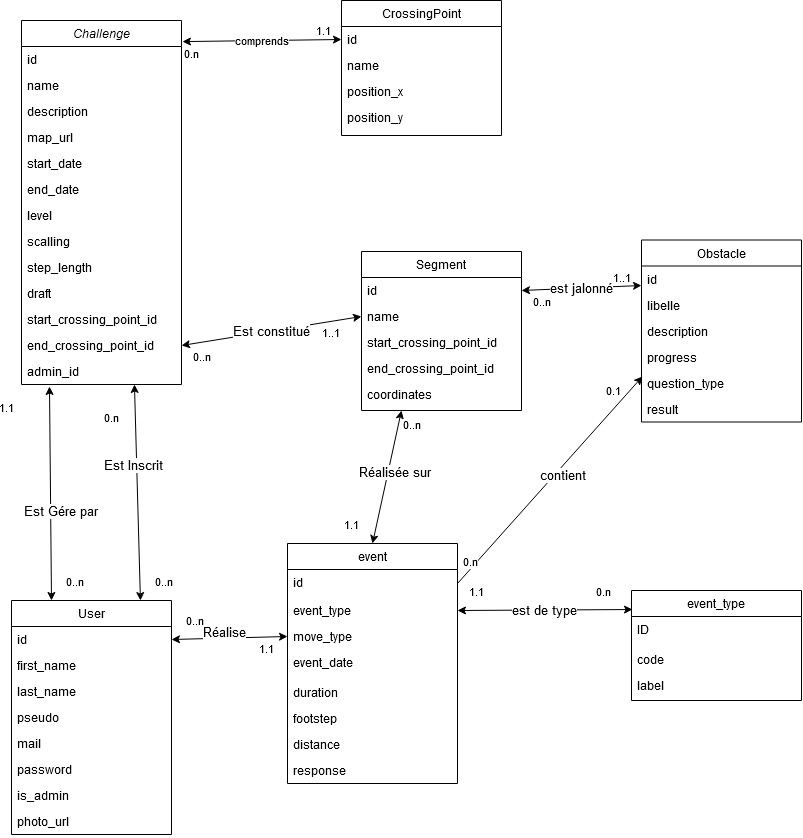 Challenge
id
name
description
map_url
start_date
end_date
level
scalling
step_length
draft
start_crossing_point_id
end_crossing_point_id
admin_id
0.n
comprends
1.1
CrossingPoint
id
name
position_x
position_y
0..n
Est constitué
1..1
Segment
id
name
start_crossing_point_id
end_crossing_point_id
coordinates
0..n
est jalonné
1..1
Obstacle
id
libelle
description
progress
question_type
result
1.1
Est Gére par
0..n
0.n
Est Inscrit
0..n
0..n
Réalisée sur
1.1
0.1
contient
0.n
User
id
first_name
last_name
pseudo
mail
password
is_admin
photo_url
0..n
Réalise
1.1
event
id
event_type
move_type
event_date
duration
footstep
distance
response
1.1
est de type
0..n
event_type
ID
code
label